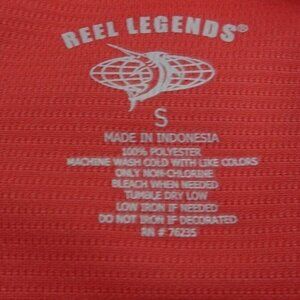 REEL LEGENDS®
S
MADE IN INDONESIA
100% POLYESTER
MACHINE WASH COLD WITH LIKE COLORS
ONLY NON-CHLORINE
BLEACH WHEN NEEDED
TUMBLE DRY LOW
LOW IRON IF NEEDED
DO NOT IRON IF DECORATED
RN # 76235